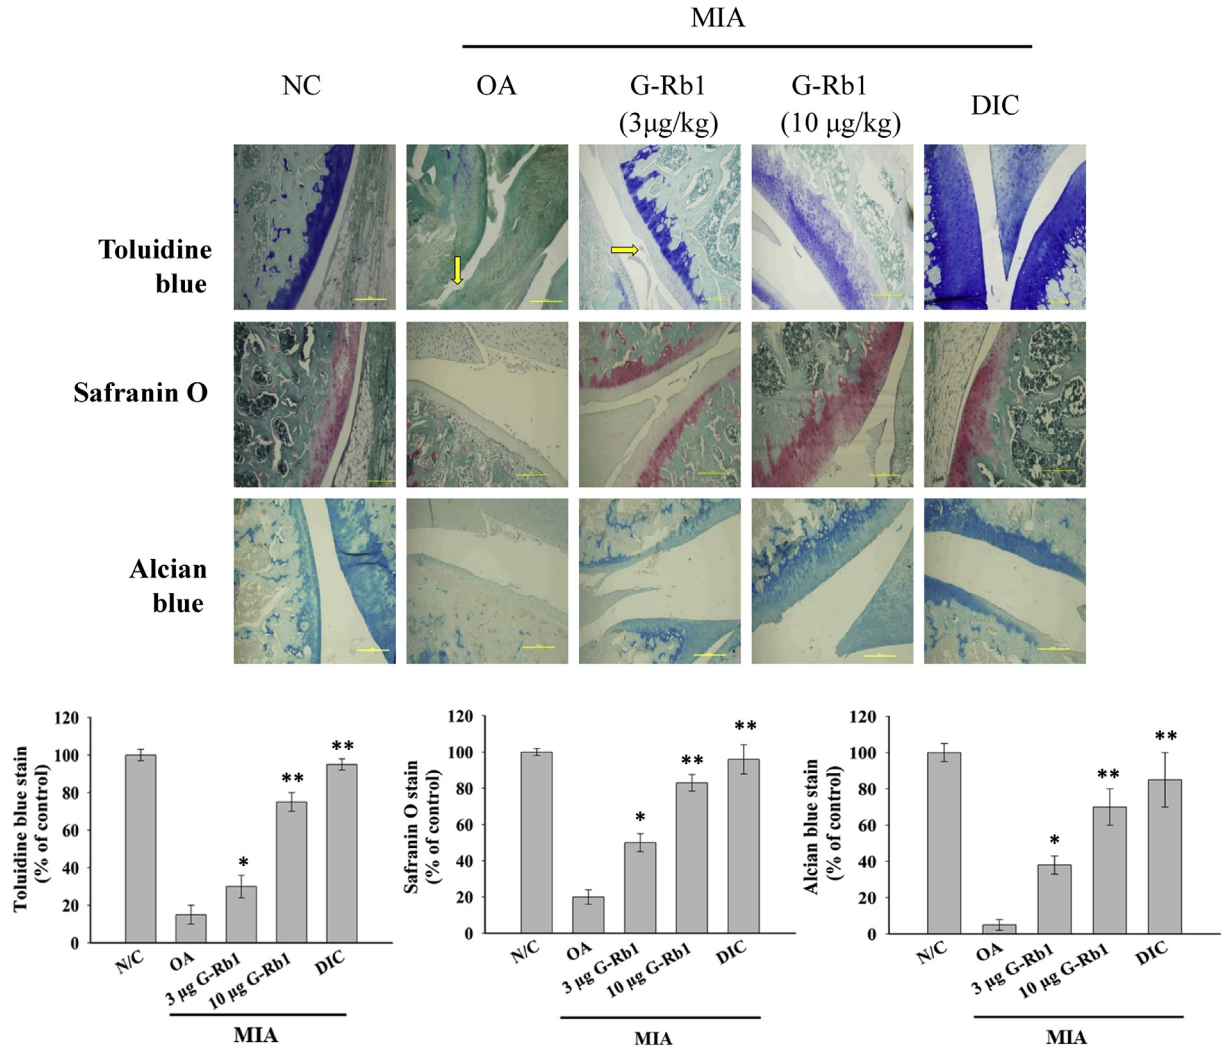 MIA
NC
OA
G-Rb1
(3μg/kg)
G-Rb1
(10 μg/kg)
DIC
Toluidine
blue
Safranin O
Alcian
blue
Toluidine blue stain
(% of control)
120
100
80
60
40
20
0
*
**
**
N/C
OA
3 μg G-Rb1
10 μg G-Rb1
DIC
MIA
Safranin O stain
(% of control)
120
100
80
60
40
20
0
*
**
**
N/C
OA
3 μg G-Rb1
10 μg G-Rb1
DIC
MIA
Alcian blue stain
(% of control)
120
100
80
60
40
20
0
*
**
**
N/C
OA
3 μg G-Rb1
10 μg G-Rb1
DIC
MIA